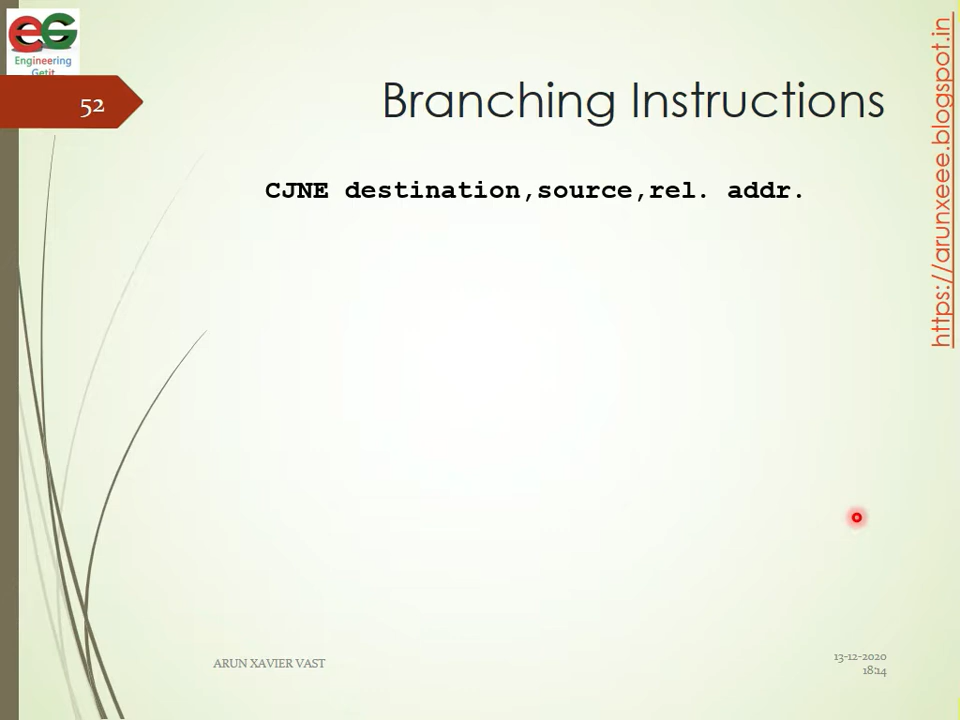 eG
Engineering
Getit
52
Branching Instructions
https://arunxeee.blogspot.in
CJNE destination,source,rel. addr.
ARUN XAVIER VAST
13-12-2020
18:14